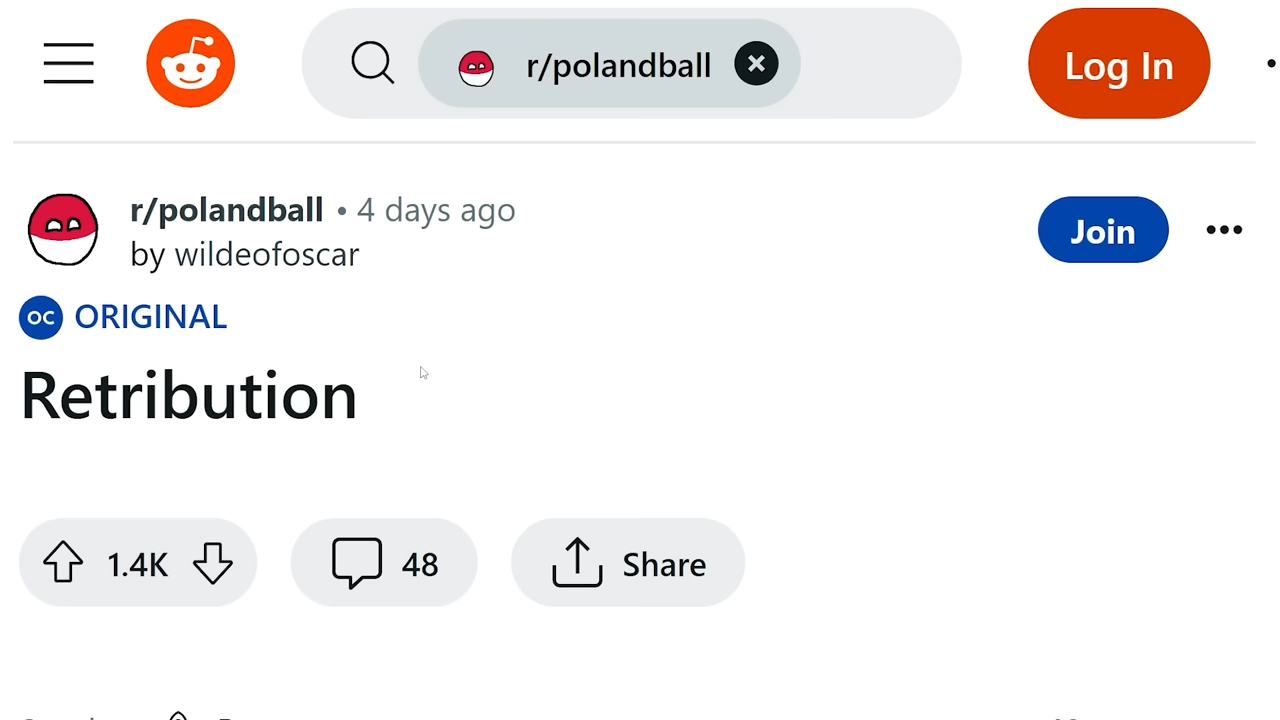 r/polandball
Log In
r/polandball • 4 days ago
by wildeofoscar
Join
OC ORIGINAL
Retribution
1.4K
48
Share